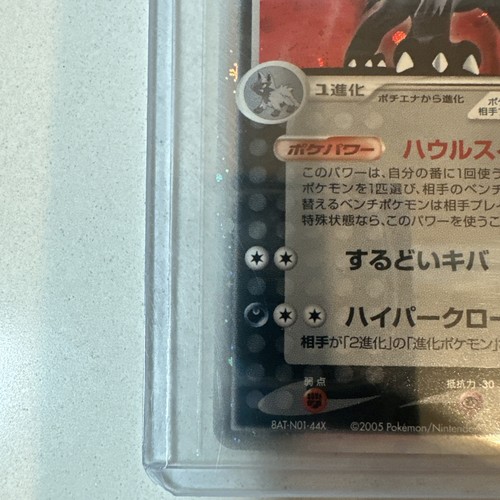 1進化
ポチエナから進化
ポケ
相手
ポケパワー ハウルス
このパワーは、自分の番に1回使う
ポケモンを1匹選び、相手のベンチ
替えるベンチポケモンは相手プレイ
特殊状態なら、このパワーを使うこ
するどいキバ
ハイパークロー
相手が「2進化」の「進化ポケモン」
弱点 抵抗力 -30
8AT-N01-44X ©2005 Pokémon/Nintendo